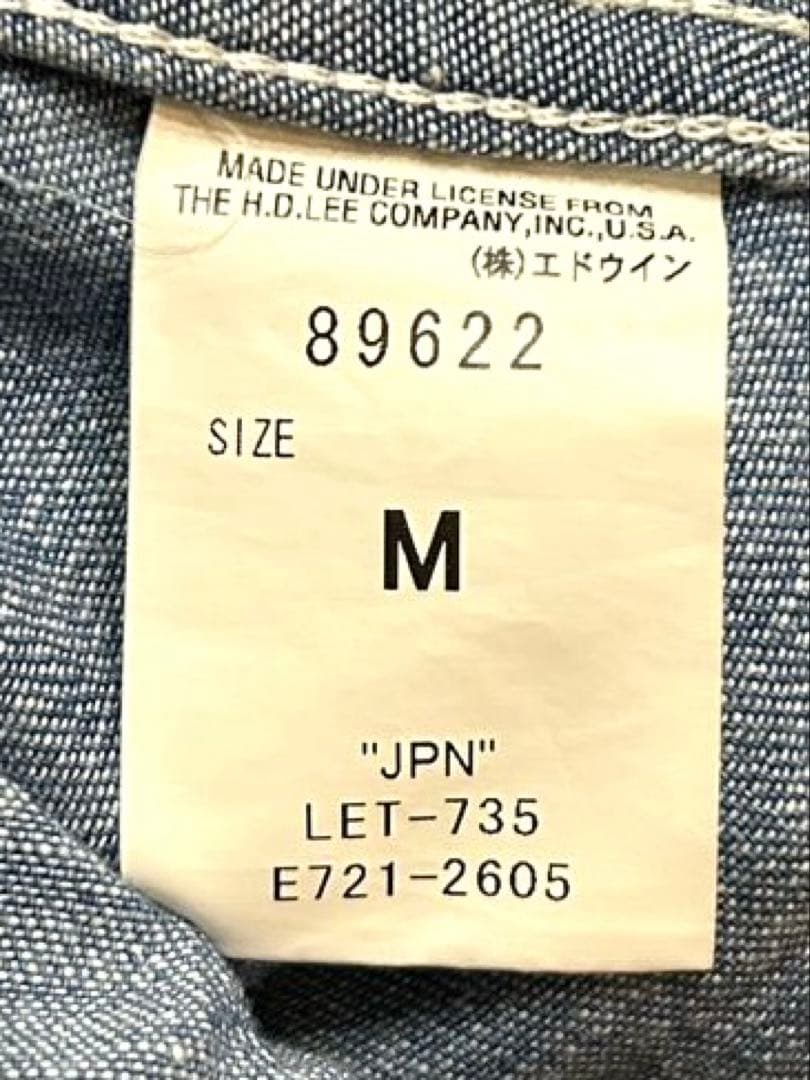 MADE UNDER LICENSE FROM
THE H.D.LEE COMPANY,INC.,U.S.A.
(株)エドウイン
89622
SIZE
M
"JPN"
LET-735
E721-2605